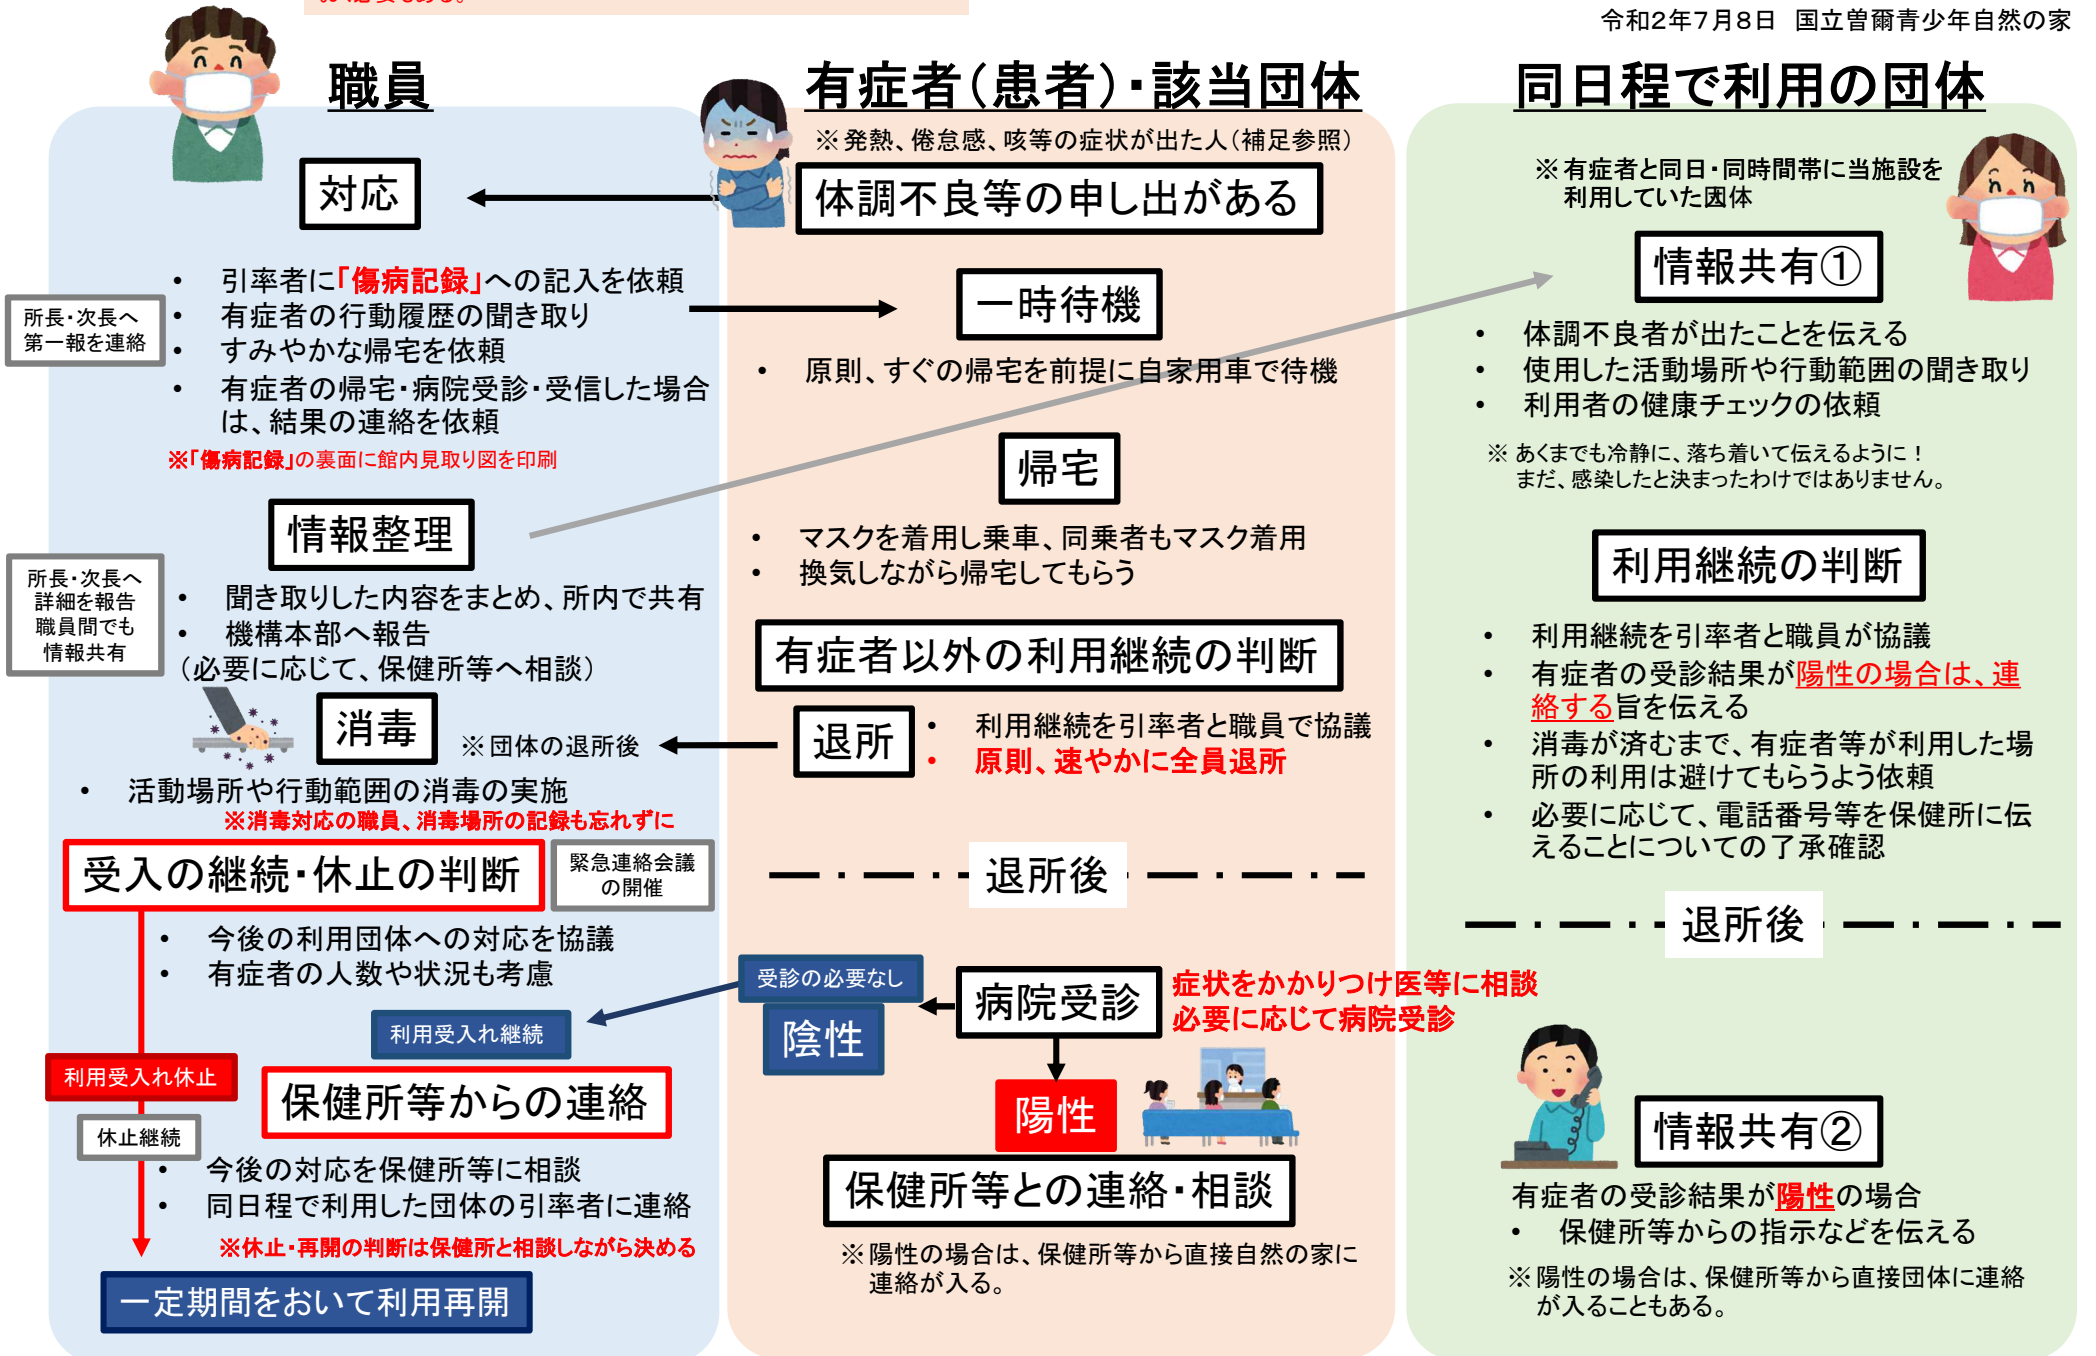 令和2年7月8日　国立曽爾青少年自然の家
職員
対応
・ 引率者に「傷病記録」への記入を依頼
・ 有症者の行動履歴の聞き取り
・ すみやかな帰宅を依頼
・ 有症者の帰宅・病院受診・受信した場合
は、結果の連絡を依頼
※「傷病記録」の裏面に館内見取り図を印刷
所長・次長へ
第一報を連絡
情報整理
所長・次長へ
詳細を報告
職員間でも
情報共有
・ 聞き取りした内容をまとめ、所内で共有
・ 機構本部へ報告
（必要に応じて、保健所等へ相談）
消毒
※団体の退所後
・ 活動場所や行動範囲の消毒の実施
※消毒対応の職員、消毒場所の記録も忘れずに
受入の継続・休止の判断
緊急連絡会議
の開催
・ 今後の利用団体への対応を協議
・ 有症者の人数や状況も考慮
利用受入れ継続
利用受入れ休止
保健所等からの連絡
休止継続
・ 今後の対応を保健所等に相談
・ 同日程で利用した団体の引率者に連絡
※休止・再開の判断は保健所と相談しながら決める
一定期間をおいて利用再開
有症者（患者）・該当団体
※発熱、倦怠感、咳等の症状が出た人（補足参照）
体調不良等の申し出がある
一時待機
・ 原則、すぐの帰宅を前提に自家用車で待機
帰宅
・ マスクを着用し乗車、同乗者もマスク着用
・ 換気しながら帰宅してもらう
有症者以外の利用継続の判断
退所
・ 利用継続を引率者と職員で協議
・ 原則、速やかに全員退所
退所後
受診の必要なし
陰性
病院受診
症状をかかりつけ医等に相談
必要に応じて病院受診
陽性
保健所等との連絡・相談
※陽性の場合は、保健所等から直接自然の家に
連絡が入る。
同日程で利用の団体
※有症者と同日・同時間帯に当施設を
利用していた団体
情報共有①
・ 体調不良者が出たことを伝える
・ 使用した活動場所や行動範囲の聞き取り
・ 利用者の健康チェックの依頼
※ あくまでも冷静に、落ち着いて伝えるように！
まだ、感染したと決まったわけではありません。
利用継続の判断
・ 利用継続を引率者と職員が協議
・ 有症者の受診結果が陽性の場合は、連
絡する旨を伝える
・ 消毒が済むまで、有症者等が利用した場
所の利用は避けてもらうよう依頼
・ 必要に応じて、電話番号等を保健所に伝
えることについての了承確認
退所後
情報共有②
有症者の受診結果が陽性の場合
・ 保健所等からの指示などを伝える
※陽性の場合は、保健所等から直接団体に連絡
が入ることもある。